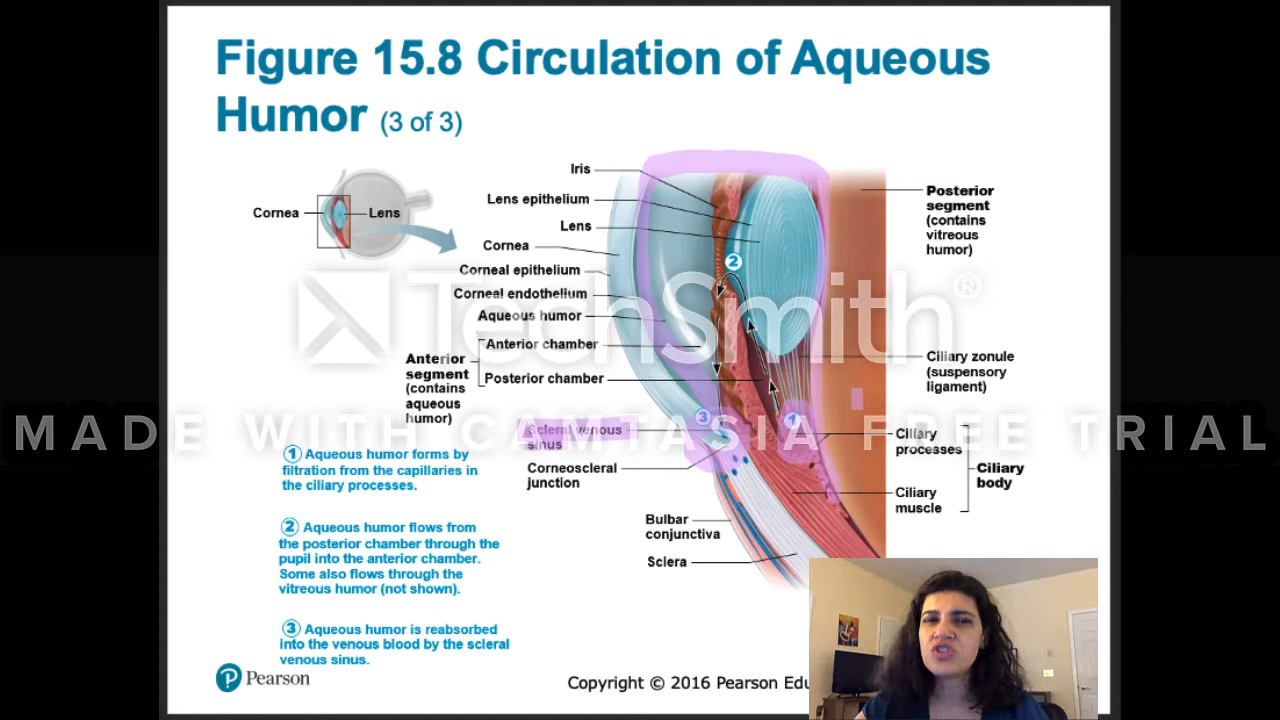 Figure 15.8 Circulation of Aqueous
Humor (3 of 3)
Cornea
Lens
Iris
Lens epithelium
Lens
Cornea
Corneal epithelium
Corneal endothelium
Aqueous humor
Anterior
segment
(contains
aqueous
humor)
Anterior chamber
Posterior chamber
Scleral venous
sinus
Corneoscleral
junction
Bulbar
conjunctiva
Sclera
Posterior
segment
(contains
vitreous
humor)
Ciliary zonule
(suspensory
ligament)
Ciliary
processes
Ciliary
muscle
Ciliary
body
2
3
1
1 Aqueous humor forms by
filtration from the capillaries in
the ciliary processes.
2 Aqueous humor flows from
the posterior chamber through the
pupil into the anterior chamber.
Some also flows through the
vitreous humor (not shown).
3 Aqueous humor is reabsorbed
into the venous blood by the scleral
venous sinus.
P Pearson
Copyright © 2016 Pearson Edu
TechSmith®
MADE WITH CAMTASIA FREE TRIAL